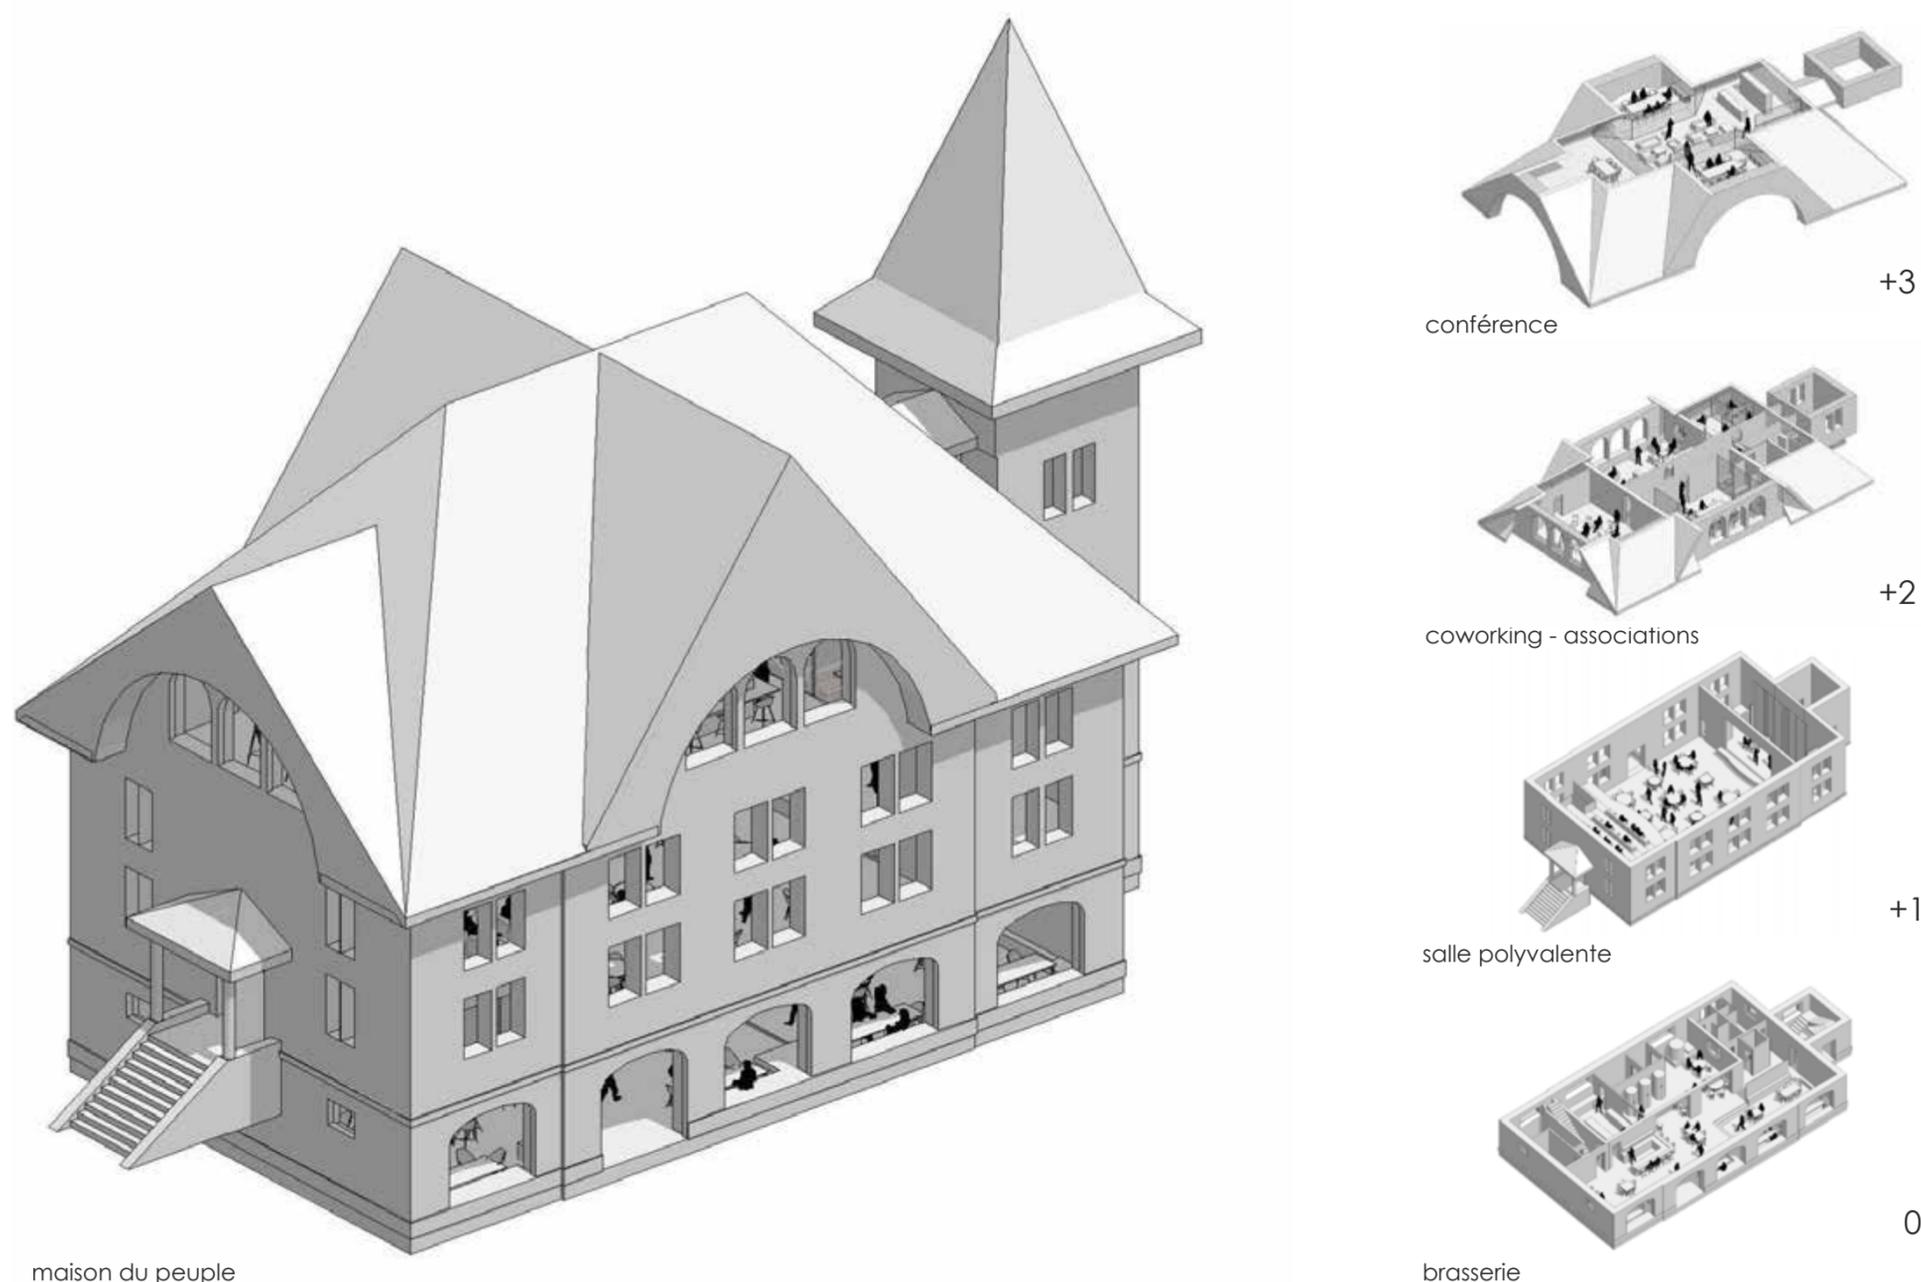 +3
conférence
+2
coworking - associations
+1
salle polyvalente
0
maison du peuple
brasserie